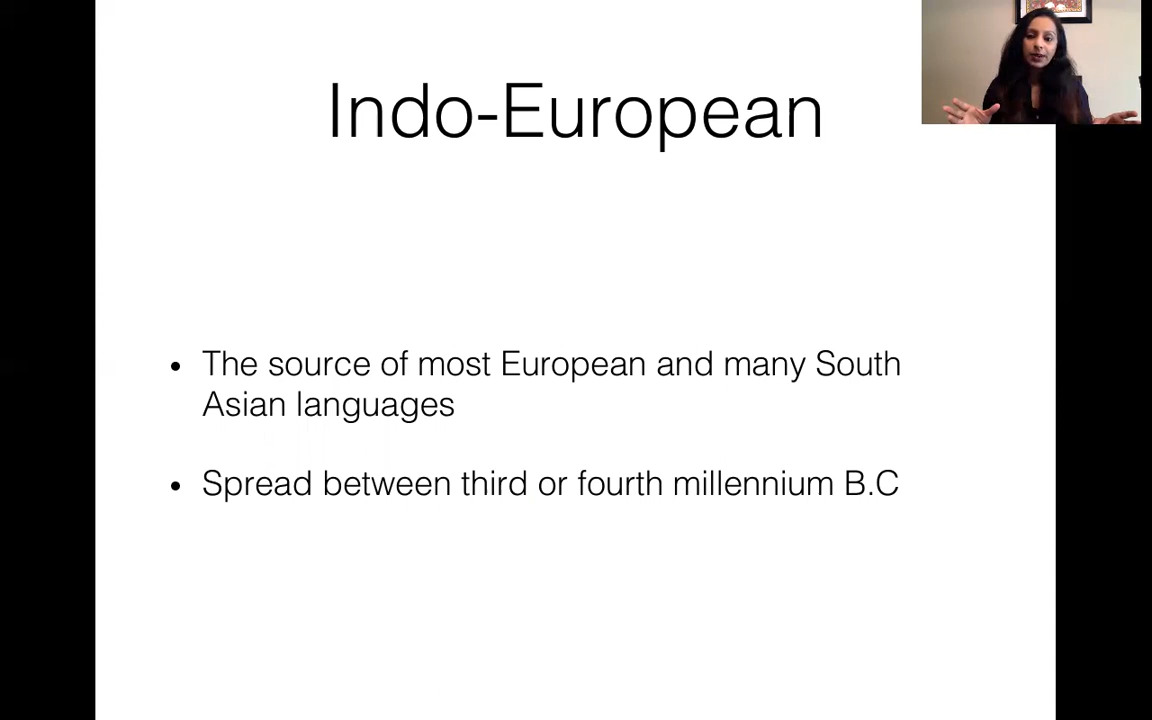 Indo-European
• The source of most European and many South
Asian languages
• Spread between third or fourth millennium B.C